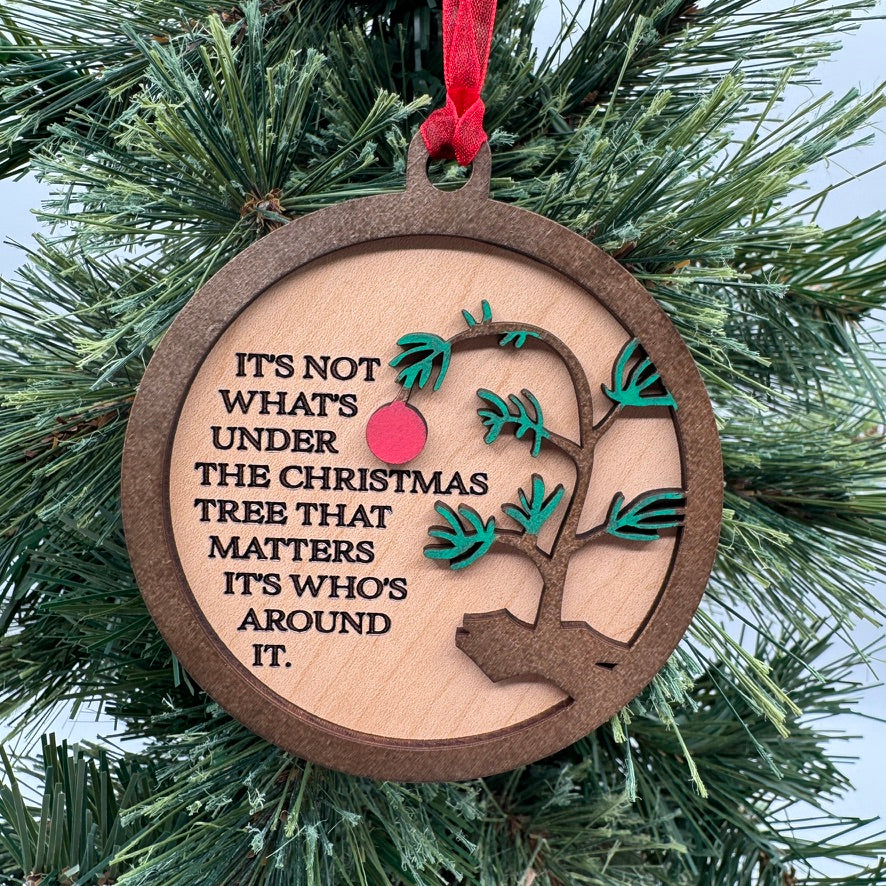 IT'S NOT
WHAT'S
UNDER
THE CHRISTMAS
TREE THAT
MATTERS
IT'S WHO'S
AROUND
IT.